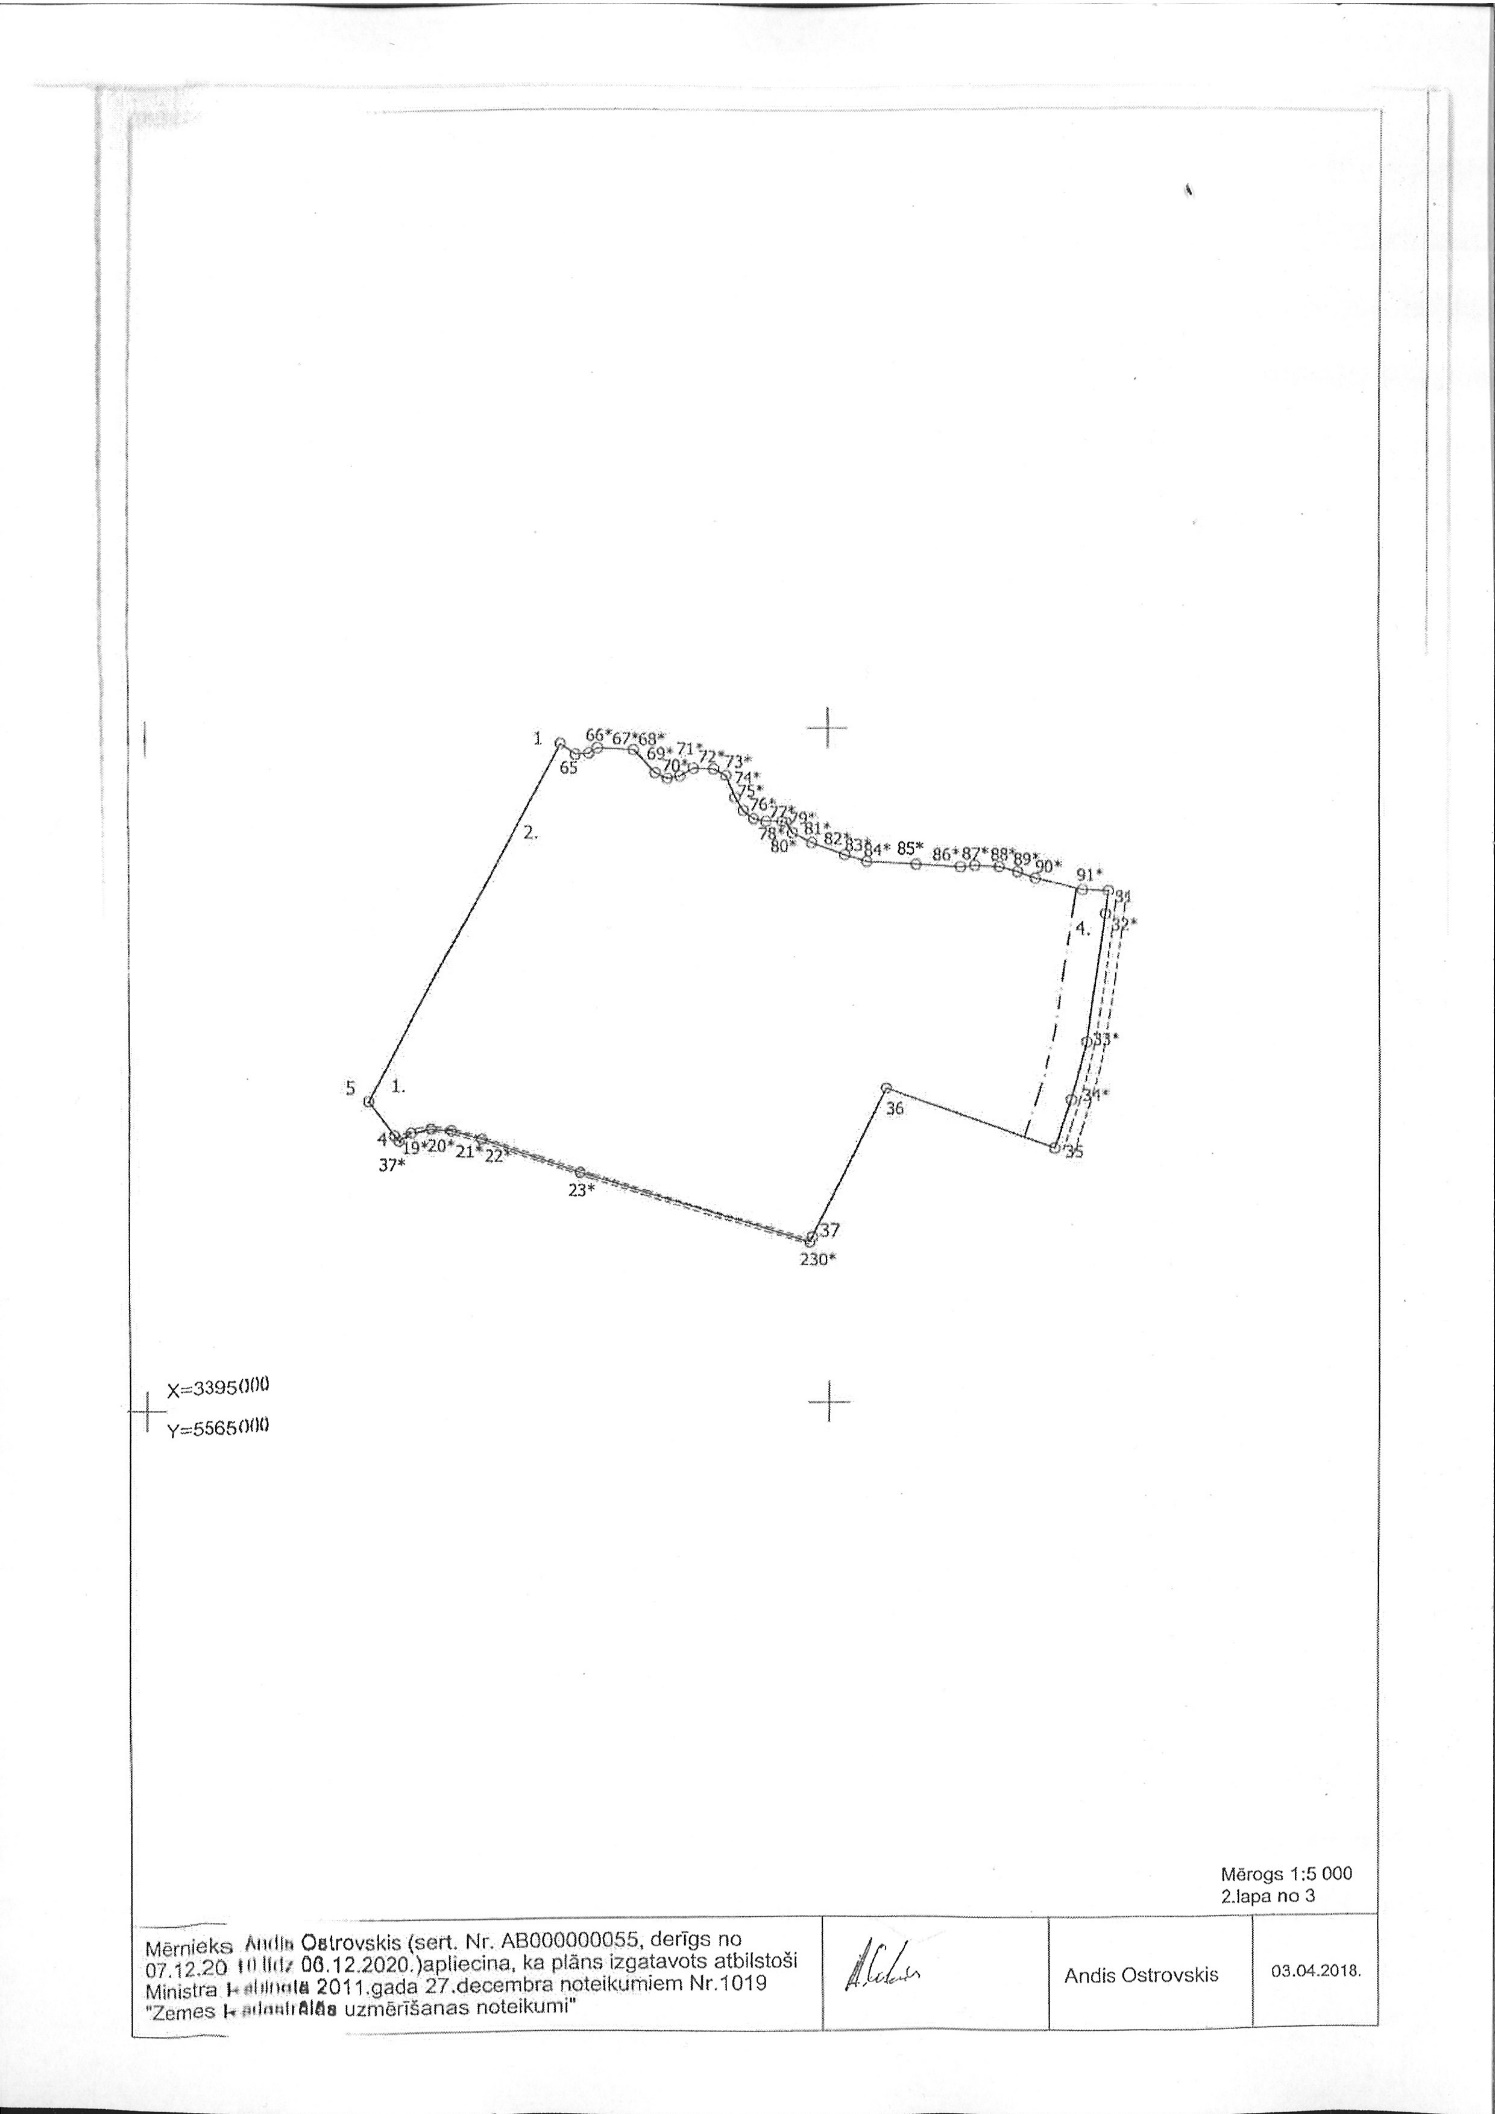 1
66* 67* 68*
65
69* 70* 71* 72* 73*
74*
75*
76* 77* 79*
78*
80*
81*
82* 83* 84* 85* 86* 87* 88* 89* 90*
91*
31
32*
2.
4.
33*
34*
35
36
5
1.
4
19* 20* 21* 22*
37*
23*
37
230*
X=3395000
Y=5565000
Mērogs 1:5 000
2.lapa no 3
Mērnieks Andis Ostrovskis (sert. Nr. AB000000055, derīgs no
07.12.2010 līdz 06.12.2020.)apliecina, ka plāns izgatavots atbilstoši
Ministra kabineta 2011.gada 27.decembra noteikumiem Nr.1019
"Zemes kadastrālās uzmērīšanas noteikumi"
Andis Ostrovskis
03.04.2018.